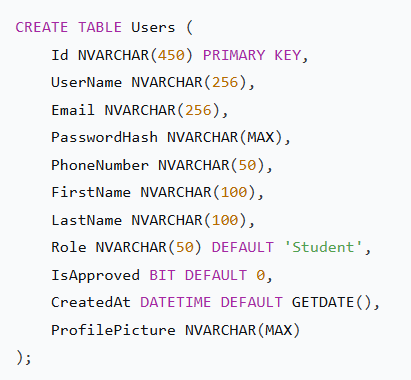 CREATE TABLE Users (
    Id NVARCHAR(450) PRIMARY KEY,
    UserName NVARCHAR(256),
    Email NVARCHAR(256),
    PasswordHash NVARCHAR(MAX),
    PhoneNumber NVARCHAR(50),
    FirstName NVARCHAR(100),
    LastName NVARCHAR(100),
    Role NVARCHAR(50) DEFAULT 'Student',
    IsApproved BIT DEFAULT 0,
    CreatedAt DATETIME DEFAULT GETDATE(),
    ProfilePicture NVARCHAR(MAX)
);